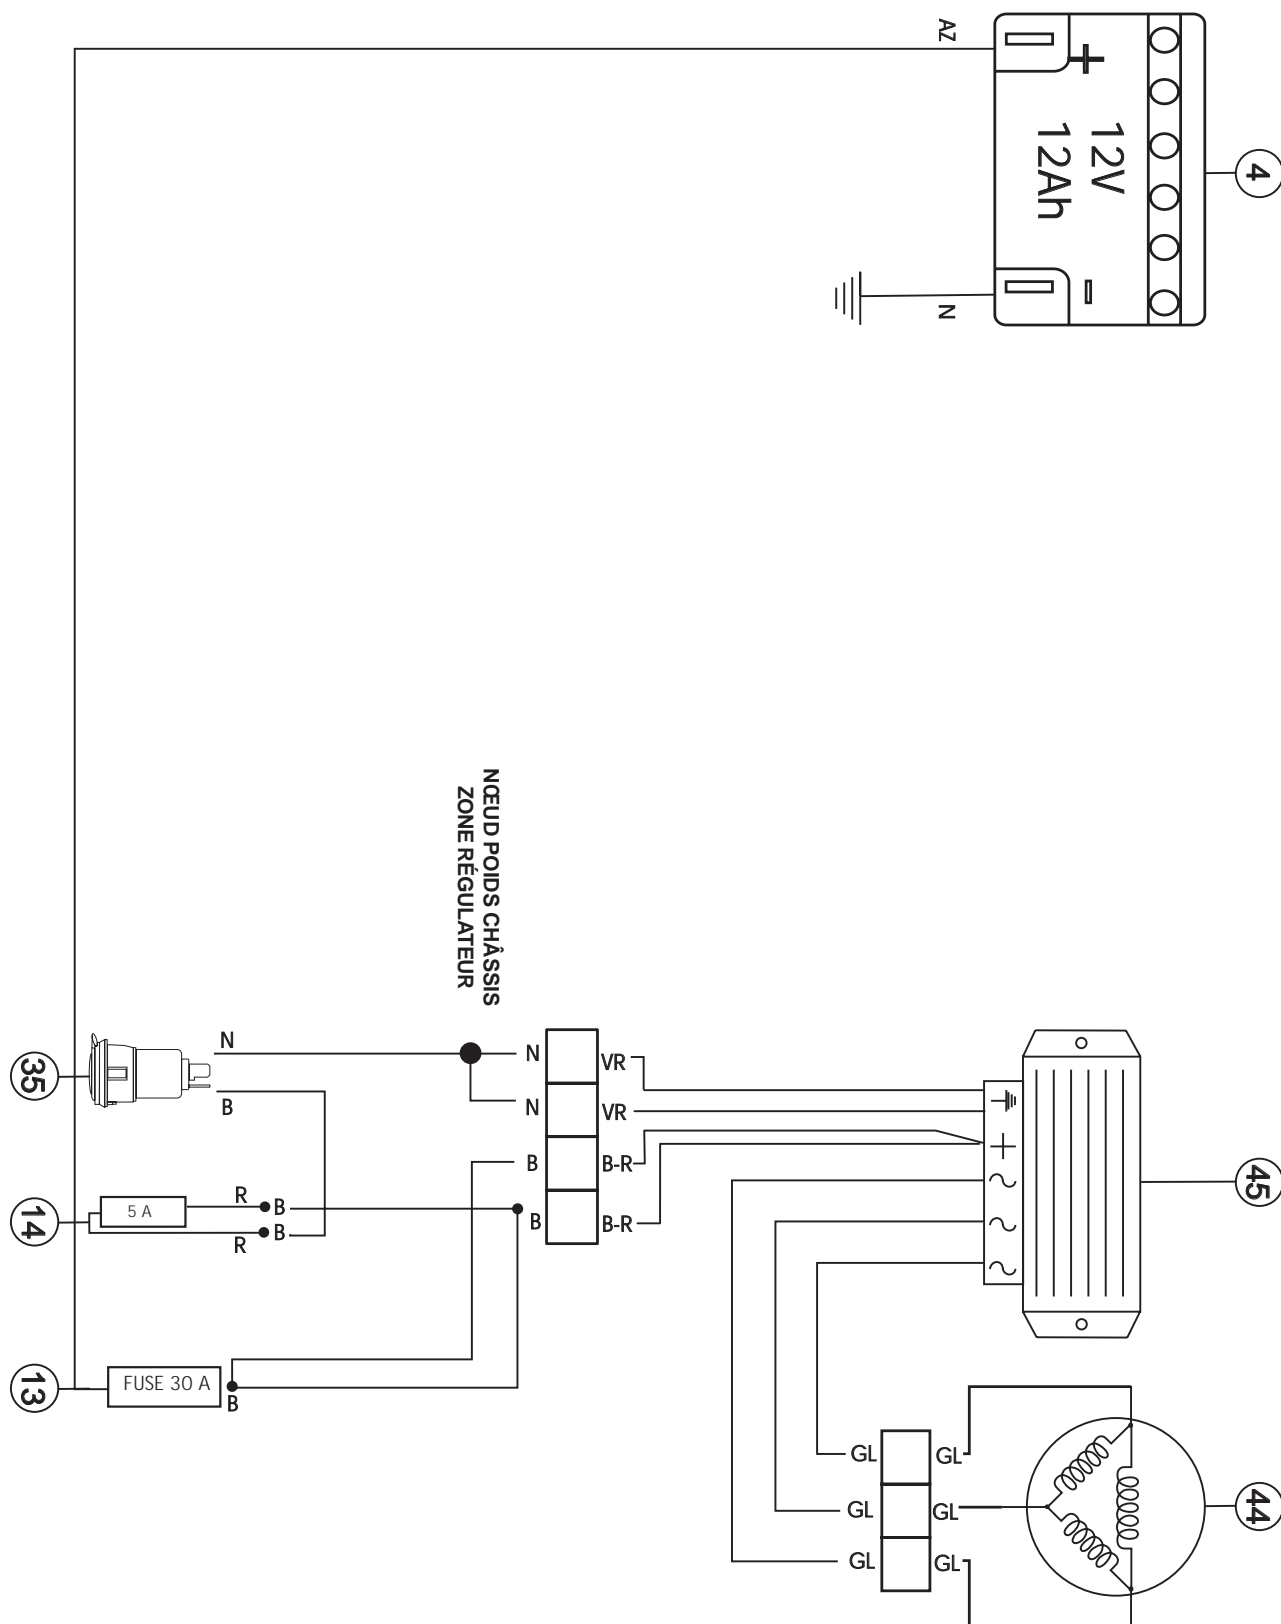 AZ
+
12V
12Ah
4
-
N
NŒUD POIDS CHÂSSIS
ZONE RÉGULATEUR
N
N
VR
35
B
N
VR
B
B-R
45
R
B
5 A
14
B
B-R
R
B
FUSE 30 A
13
B
GL
GL
GL
GL
44
GL
GL